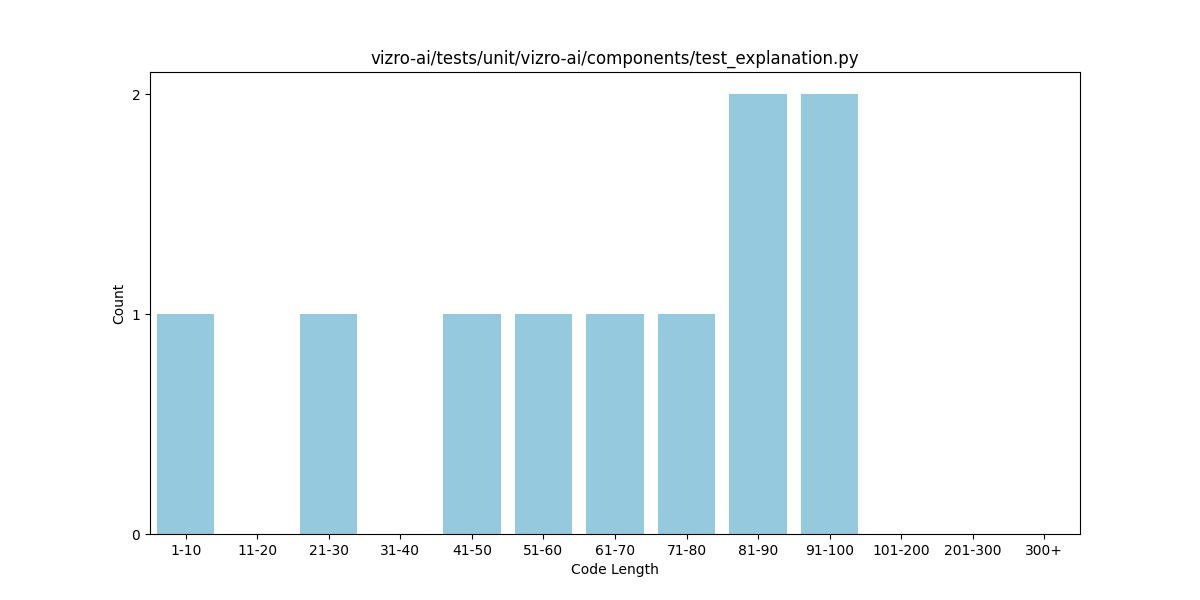 vizro-ai/tests/unit/vizro-ai/components/test_explanation.py
2
1
0
Count
1-10 11-20 21-30 31-40 41-50 51-60 61-70 71-80 81-90 91-100 101-200 201-300 300+
Code Length